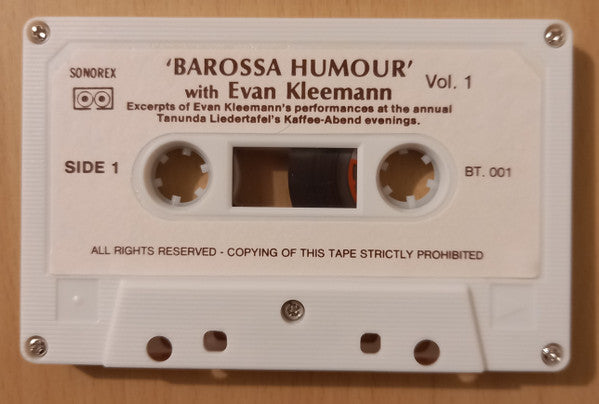 SONOREX
'BAROSSA HUMOUR'
with Evan Kleemann
Vol. 1
Excerpts of Evan Kleemann's performances at the annual
Tanunda Liedertafel's Kaffee-Abend evenings.
SIDE 1
BT. 001
ALL RIGHTS RESERVED - COPYING OF THIS TAPE STRICTLY PROHIBITED